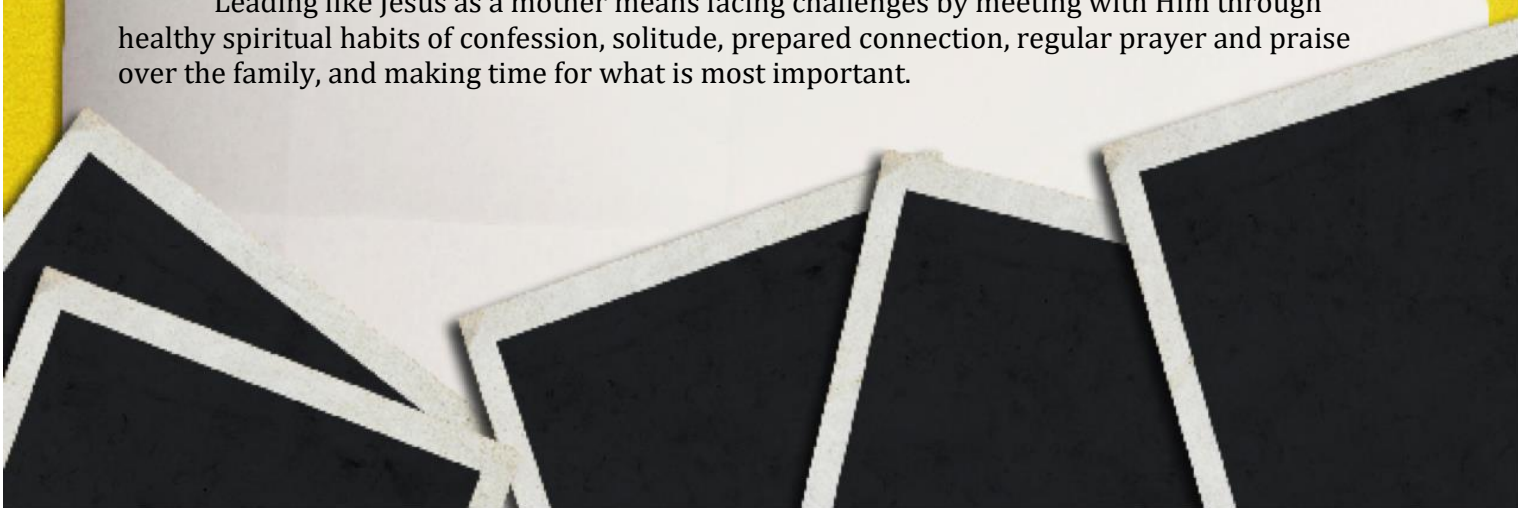 Leading like Jesus as a mother means facing challenges by meeting with Him through
healthy spiritual habits of confession, solitude, prepared connection, regular prayer and praise
over the family, and making time for what is most important.